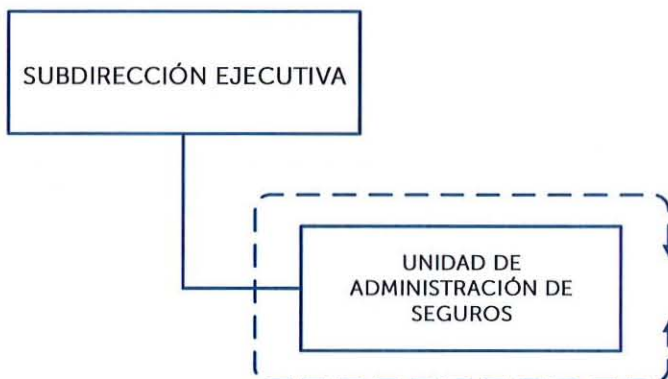 SUBDIRECCIÓN EJECUTIVA
UNIDAD DE
ADMINISTRACIÓN DE
SEGUROS